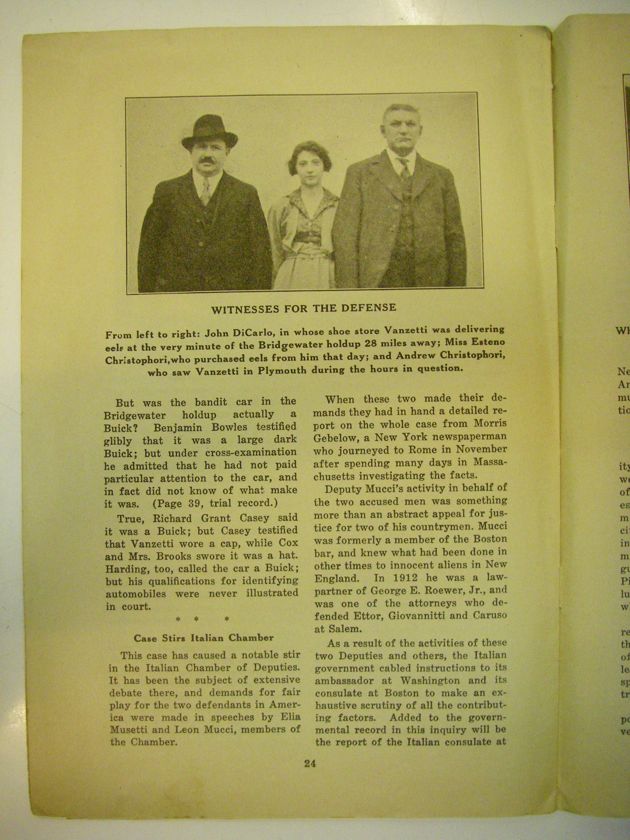 WITNESSES FOR THE DEFENSE
From left to right: John DiCarlo, in whose shoe store Vanzetti was delivering
eels at the very minute of the Bridgewater holdup 28 miles away; Miss Esteno
Christophori,who purchased eels from him that day; and Andrew Christophori,
who saw Vanzetti in Plymouth during the hours in question.
But was the bandit car in the
Bridgewater holdup actually a
Buick? Benjamin Bowles testified
glibly that it was a large dark
Buick; but under cross-examination
he admitted that he had not paid
particular attention to the car, and
in fact did not know of what make
it was. (Page 39, trial record.)
True, Richard Grant Casey said
it was a Buick; but Casey testified
that Vanzetti wore a cap, while Cox
and Mrs. Brooks swore it was a hat.
Harding, too, called the car a Buick;
but his qualifications for identifying
automobiles were never illustrated
in court.
* * *
Case Stirs Italian Chamber
This case has caused a notable stir
in the Italian Chamber of Deputies.
It has been the subject of extensive
debate there, and demands for fair
play for the two defendants in Amer-
ica were made in speeches by Elia
Musetti and Leon Mucci, members of
the Chamber.
When these two made their de-
mands they had in hand a detailed re-
port on the whole case from Morris
Gebelow, a New York newspaperman
who journeyed to Rome in November
after spending many days in Massa-
chusetts investigating the facts.
Deputy Mucci's activity in behalf of
the two accused men was something
more than an abstract appeal for jus-
tice for two of his countrymen. Mucci
was formerly a member of the Boston
bar, and knew what had been done in
other times to innocent aliens in New
England. In 1912 he was a law-
partner of George E. Roewer, Jr., and
was one of the attorneys who de-
fended Ettor, Giovannitti and Caruso
at Salem.
As a result of the activities of these
two Deputies and others, the Italian
government cabled instructions to its
ambassador at Washington and its
consulate at Boston to make an ex-
haustive scrutiny of all the contribut-
ing factors. Added to the govern-
mental record in this inquiry will be
the report of the Italian consulate at
24